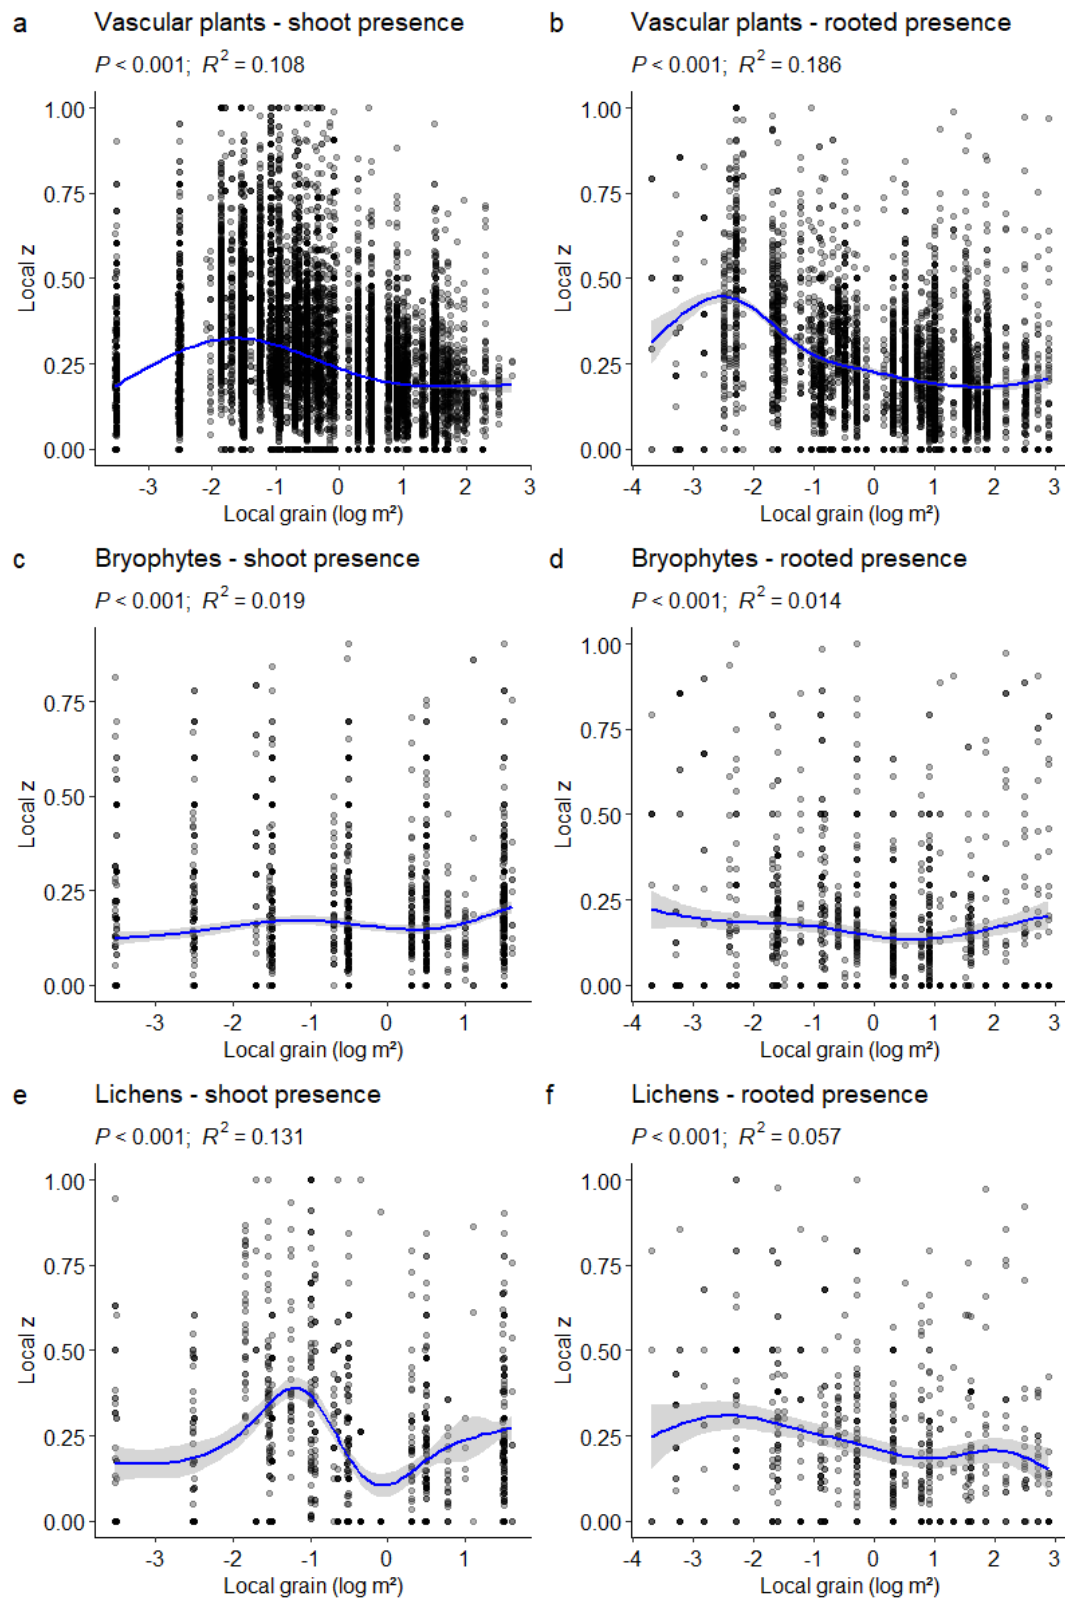 a Vascular plants - shoot presence
P < 0.001; R² = 0.108
1.00
0.75
0.50
0.25
0.00
Local z
-3 -2 -1 0 1 2 3
Local grain (log m²)
b Vascular plants - rooted presence
P < 0.001; R² = 0.186
1.00
0.75
0.50
0.25
0.00
Local z
-4 -3 -2 -1 0 1 2 3
Local grain (log m²)
c Bryophytes - shoot presence
P < 0.001; R² = 0.019
0.75
0.50
0.25
0.00
Local z
-3 -2 -1 0 1
Local grain (log m²)
d Bryophytes - rooted presence
P < 0.001; R² = 0.014
1.00
0.75
0.50
0.25
0.00
Local z
-4 -3 -2 -1 0 1 2 3
Local grain (log m²)
e Lichens - shoot presence
P < 0.001; R² = 0.131
1.00
0.75
0.50
0.25
0.00
Local z
-3 -2 -1 0 1
Local grain (log m²)
f Lichens - rooted presence
P < 0.001; R² = 0.057
1.00
0.75
0.50
0.25
0.00
Local z
-4 -3 -2 -1 0 1 2 3
Local grain (log m²)